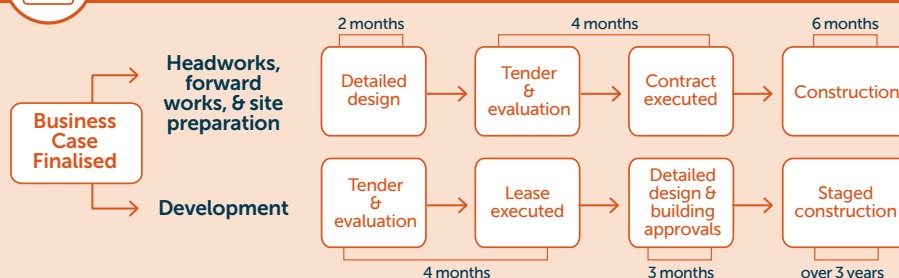 2 months
4 months
6 months
Headworks,
forward
works, & site
preparation
Detailed
design
Tender
&
evaluation
Contract
executed
Construction
Business
Case
Finalised
Development
Tender
&
evaluation
Lease
executed
Detailed
design &
building
approvals
Staged
construction
4 months
3 months
over 3 years